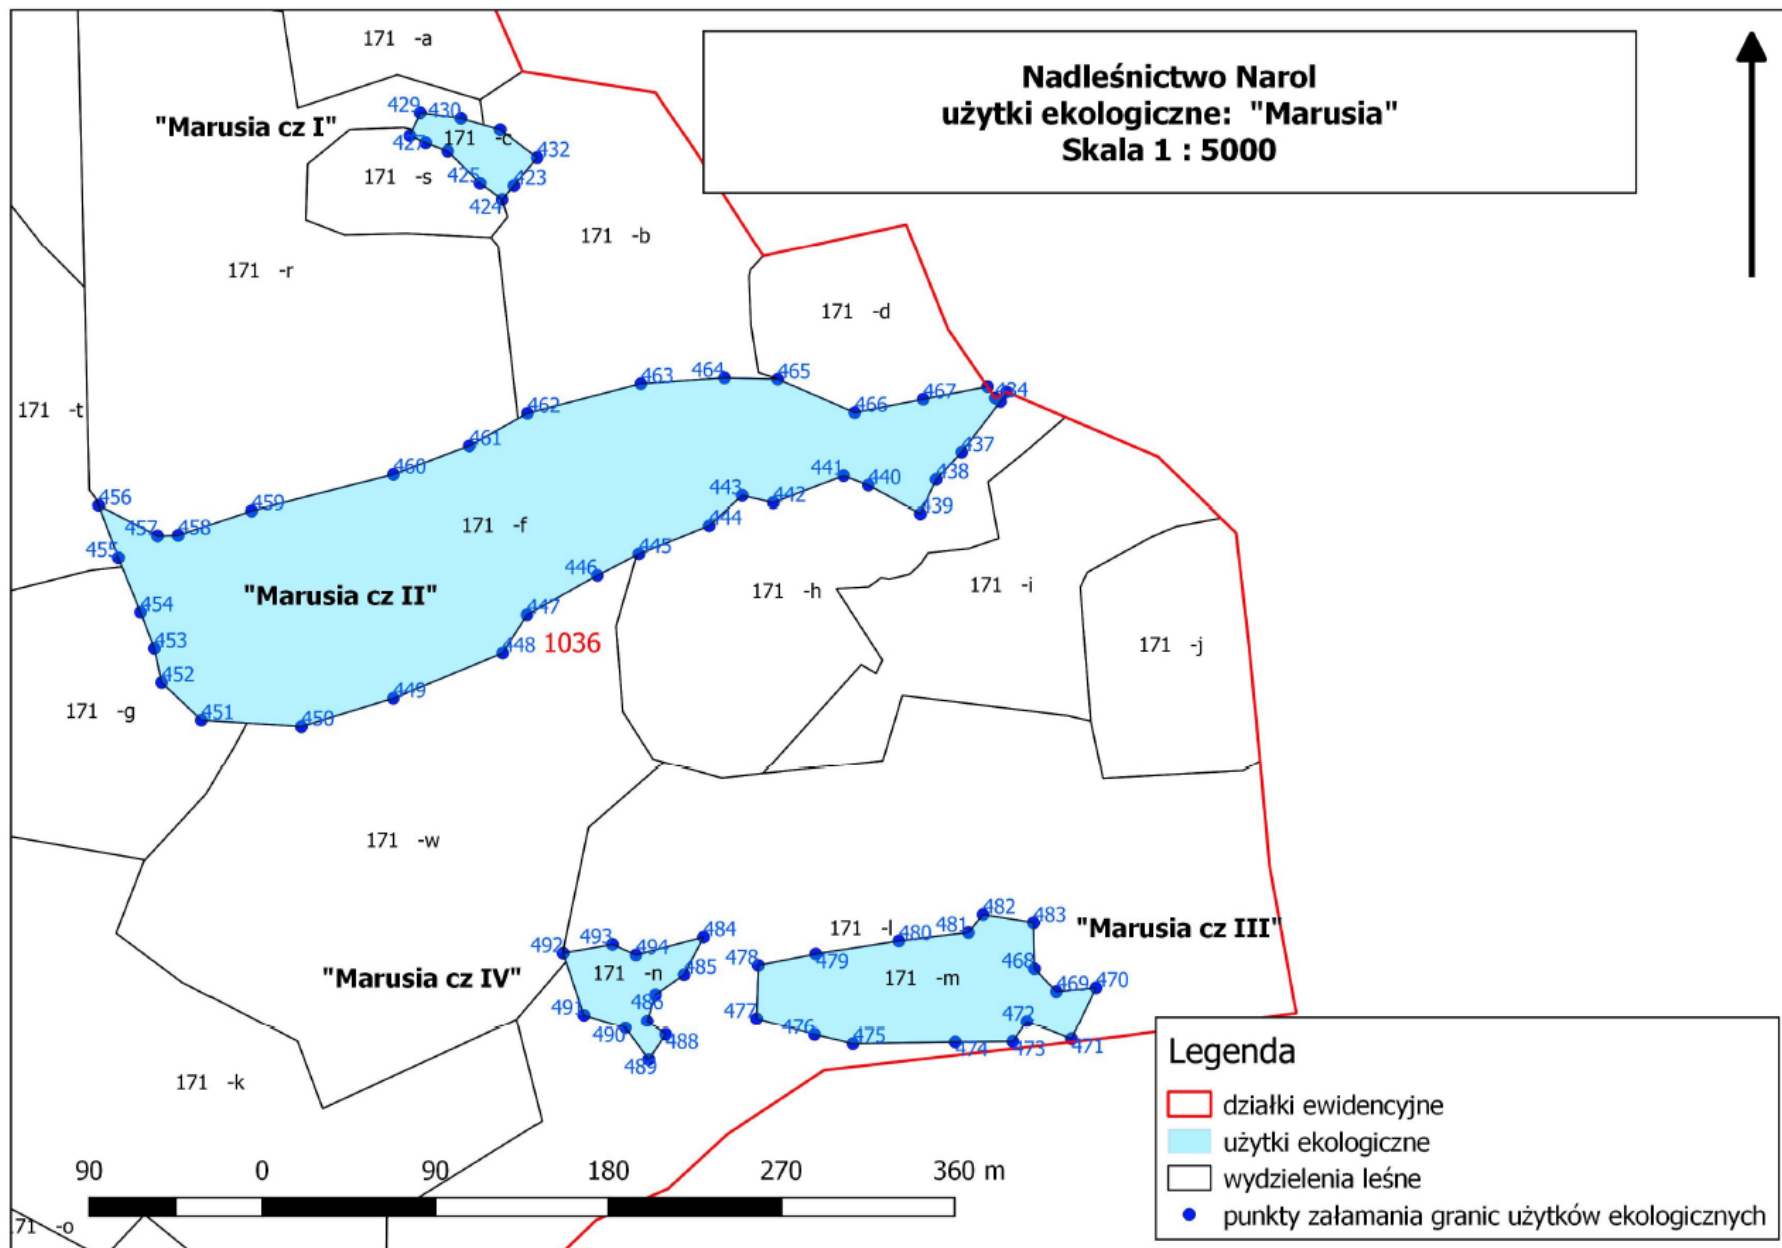 171 -a
Nadleśnictwo Narol
użytki ekologiczne: "Marusia"
Skala 1 : 5000
429 430
"Marusia cz I"
171 -c
427
432
171 -s
425
423
424
171 -b
171 -r
171 -d
171 -t
463
464
465
434
462
466
467
461
437
460
441
438
440
456
443
442
459
439
457
458
171 -f
444
455
445
446
171 -h
171 -i
"Marusia cz II"
454
447
453
448
1036
171 -j
452
449
171 -g
451
450
171 -w
482
483
171 -l
480
481
"Marusia cz III"
484
492
493
494
478
479
"Marusia cz IV"
171 -n
485
171 -m
468
469
470
486
491
477
472
490
488
476
475
474
473
471
489
171 -k
Legenda
działki ewidencyjne
użytki ekologiczne
wydzielenia leśne
punkty załamania granic użytków ekologicznych
90 0 90 180 270 360 m
171 -o